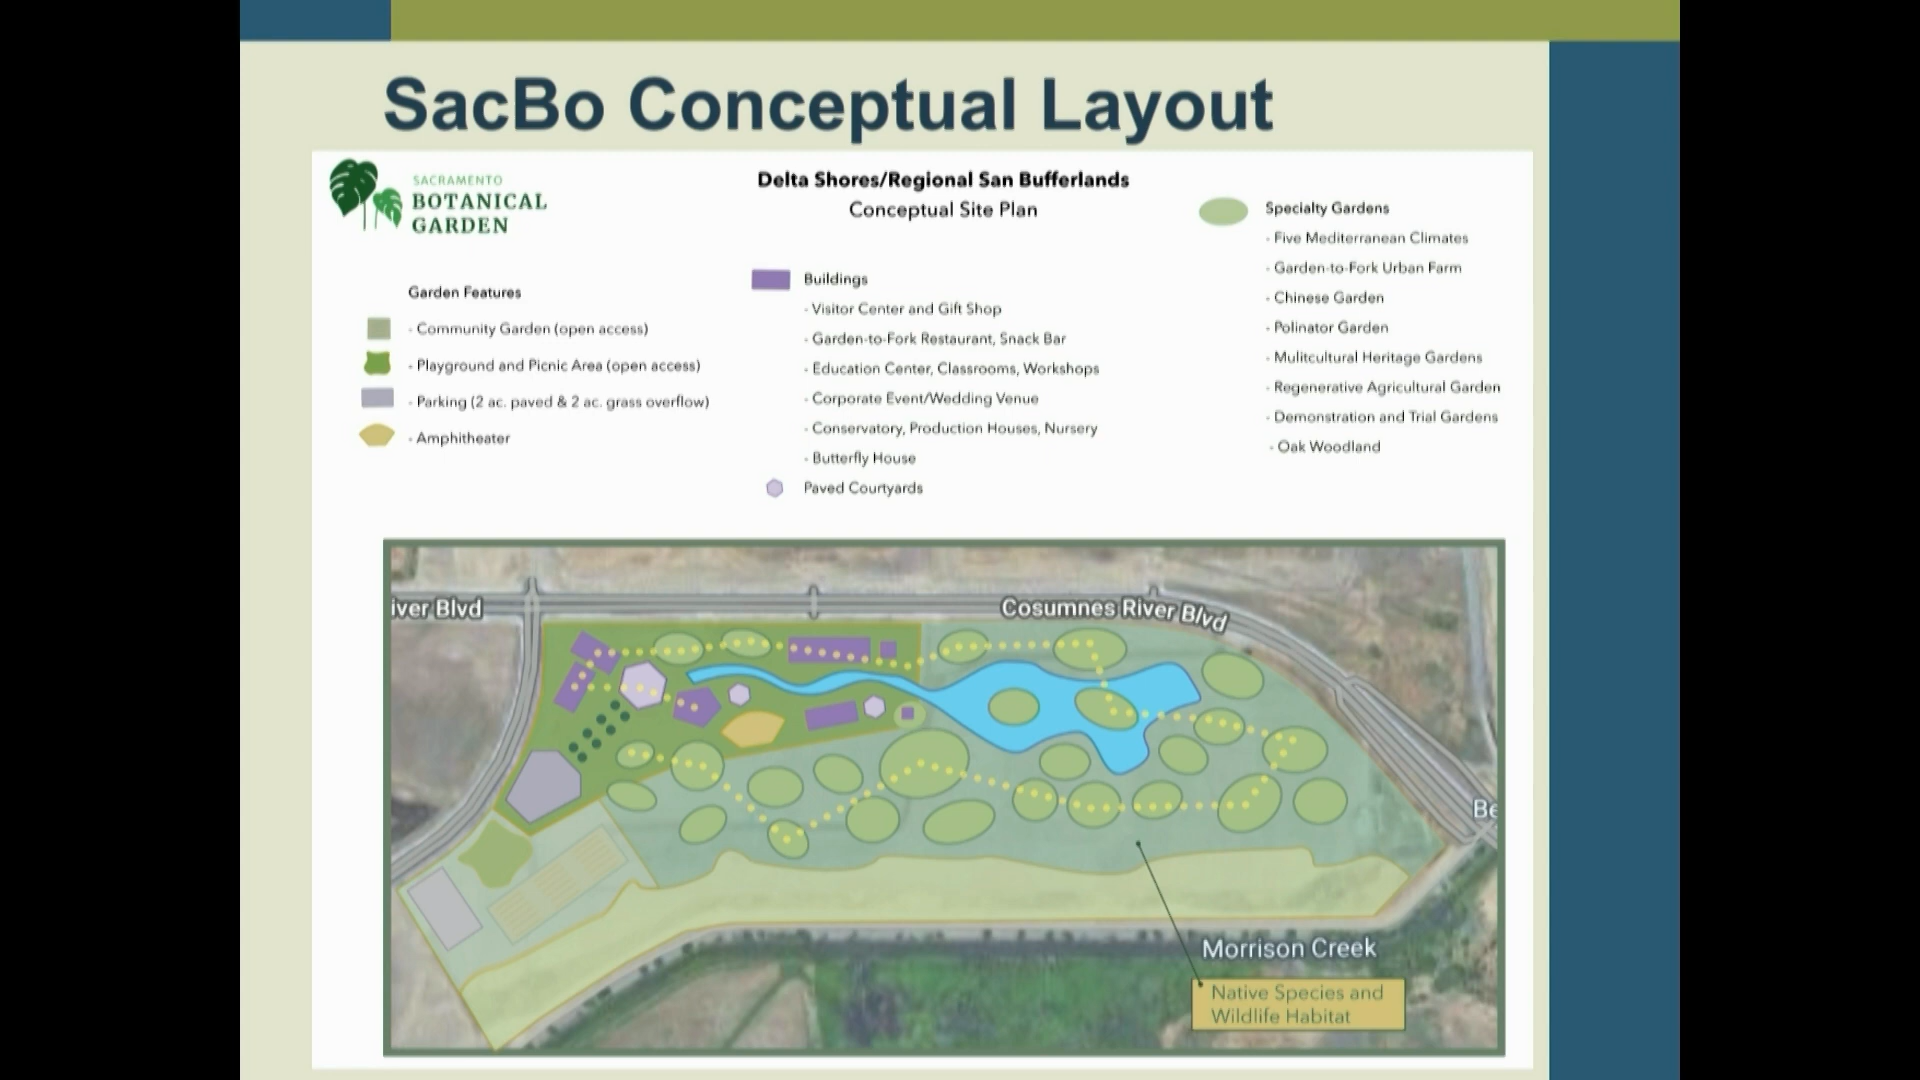 SacBo Conceptual Layout
SACRAMENTO
BOTANICAL
GARDEN
Delta Shores/Regional San Bufferlands
Conceptual Site Plan
Garden Features
- Community Garden (open access)
- Playground and Picnic Area (open access)
- Parking (2 ac. paved & 2 ac. grass overflow)
- Amphitheater
Buildings
- Visitor Center and Gift Shop
- Garden-to-Fork Restaurant, Snack Bar
- Education Center, Classrooms, Workshops
- Corporate Event/Wedding Venue
- Conservatory, Production Houses, Nursery
- Butterfly House
Paved Courtyards
Specialty Gardens
- Five Mediterranean Climates
- Garden-to-Fork Urban Farm
- Chinese Garden
- Polinator Garden
- Mulitcultural Heritage Gardens
- Regenerative Agricultural Garden
- Demonstration and Trial Gardens
- Oak Woodland
iver Blvd
Cosumnes River Blvd
Be
Morrison Creek
Native Species and
Wildlife Habitat